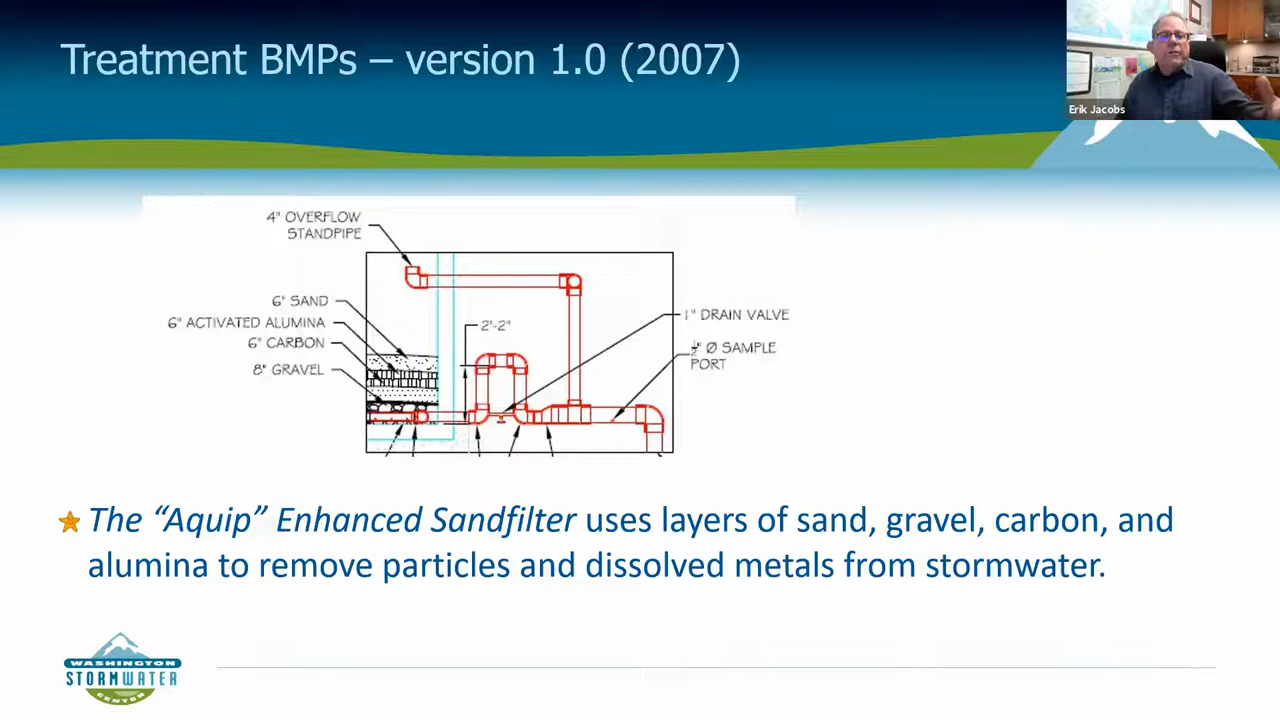 Treatment BMPs – version 1.0 (2007)
Erik Jacobs
4" OVERFLOW
STANDPIPE
6" SAND
6" ACTIVATED ALUMINA
6" CARBON
8" GRAVEL
2'-2"
1" DRAIN VALVE
½" Ø SAMPLE
PORT
The “Aquip” Enhanced Sandfilter uses layers of sand, gravel, carbon, and
alumina to remove particles and dissolved metals from stormwater.
WASHINGTON
STORMWATER
CENTER